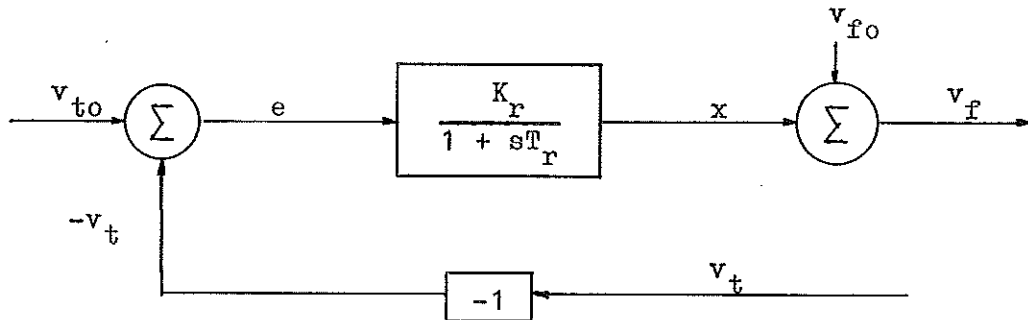 v_fo
v_to
Σ
e
K_r
1 + sT_r
x
Σ
v_f
-v_t
-1
v_t